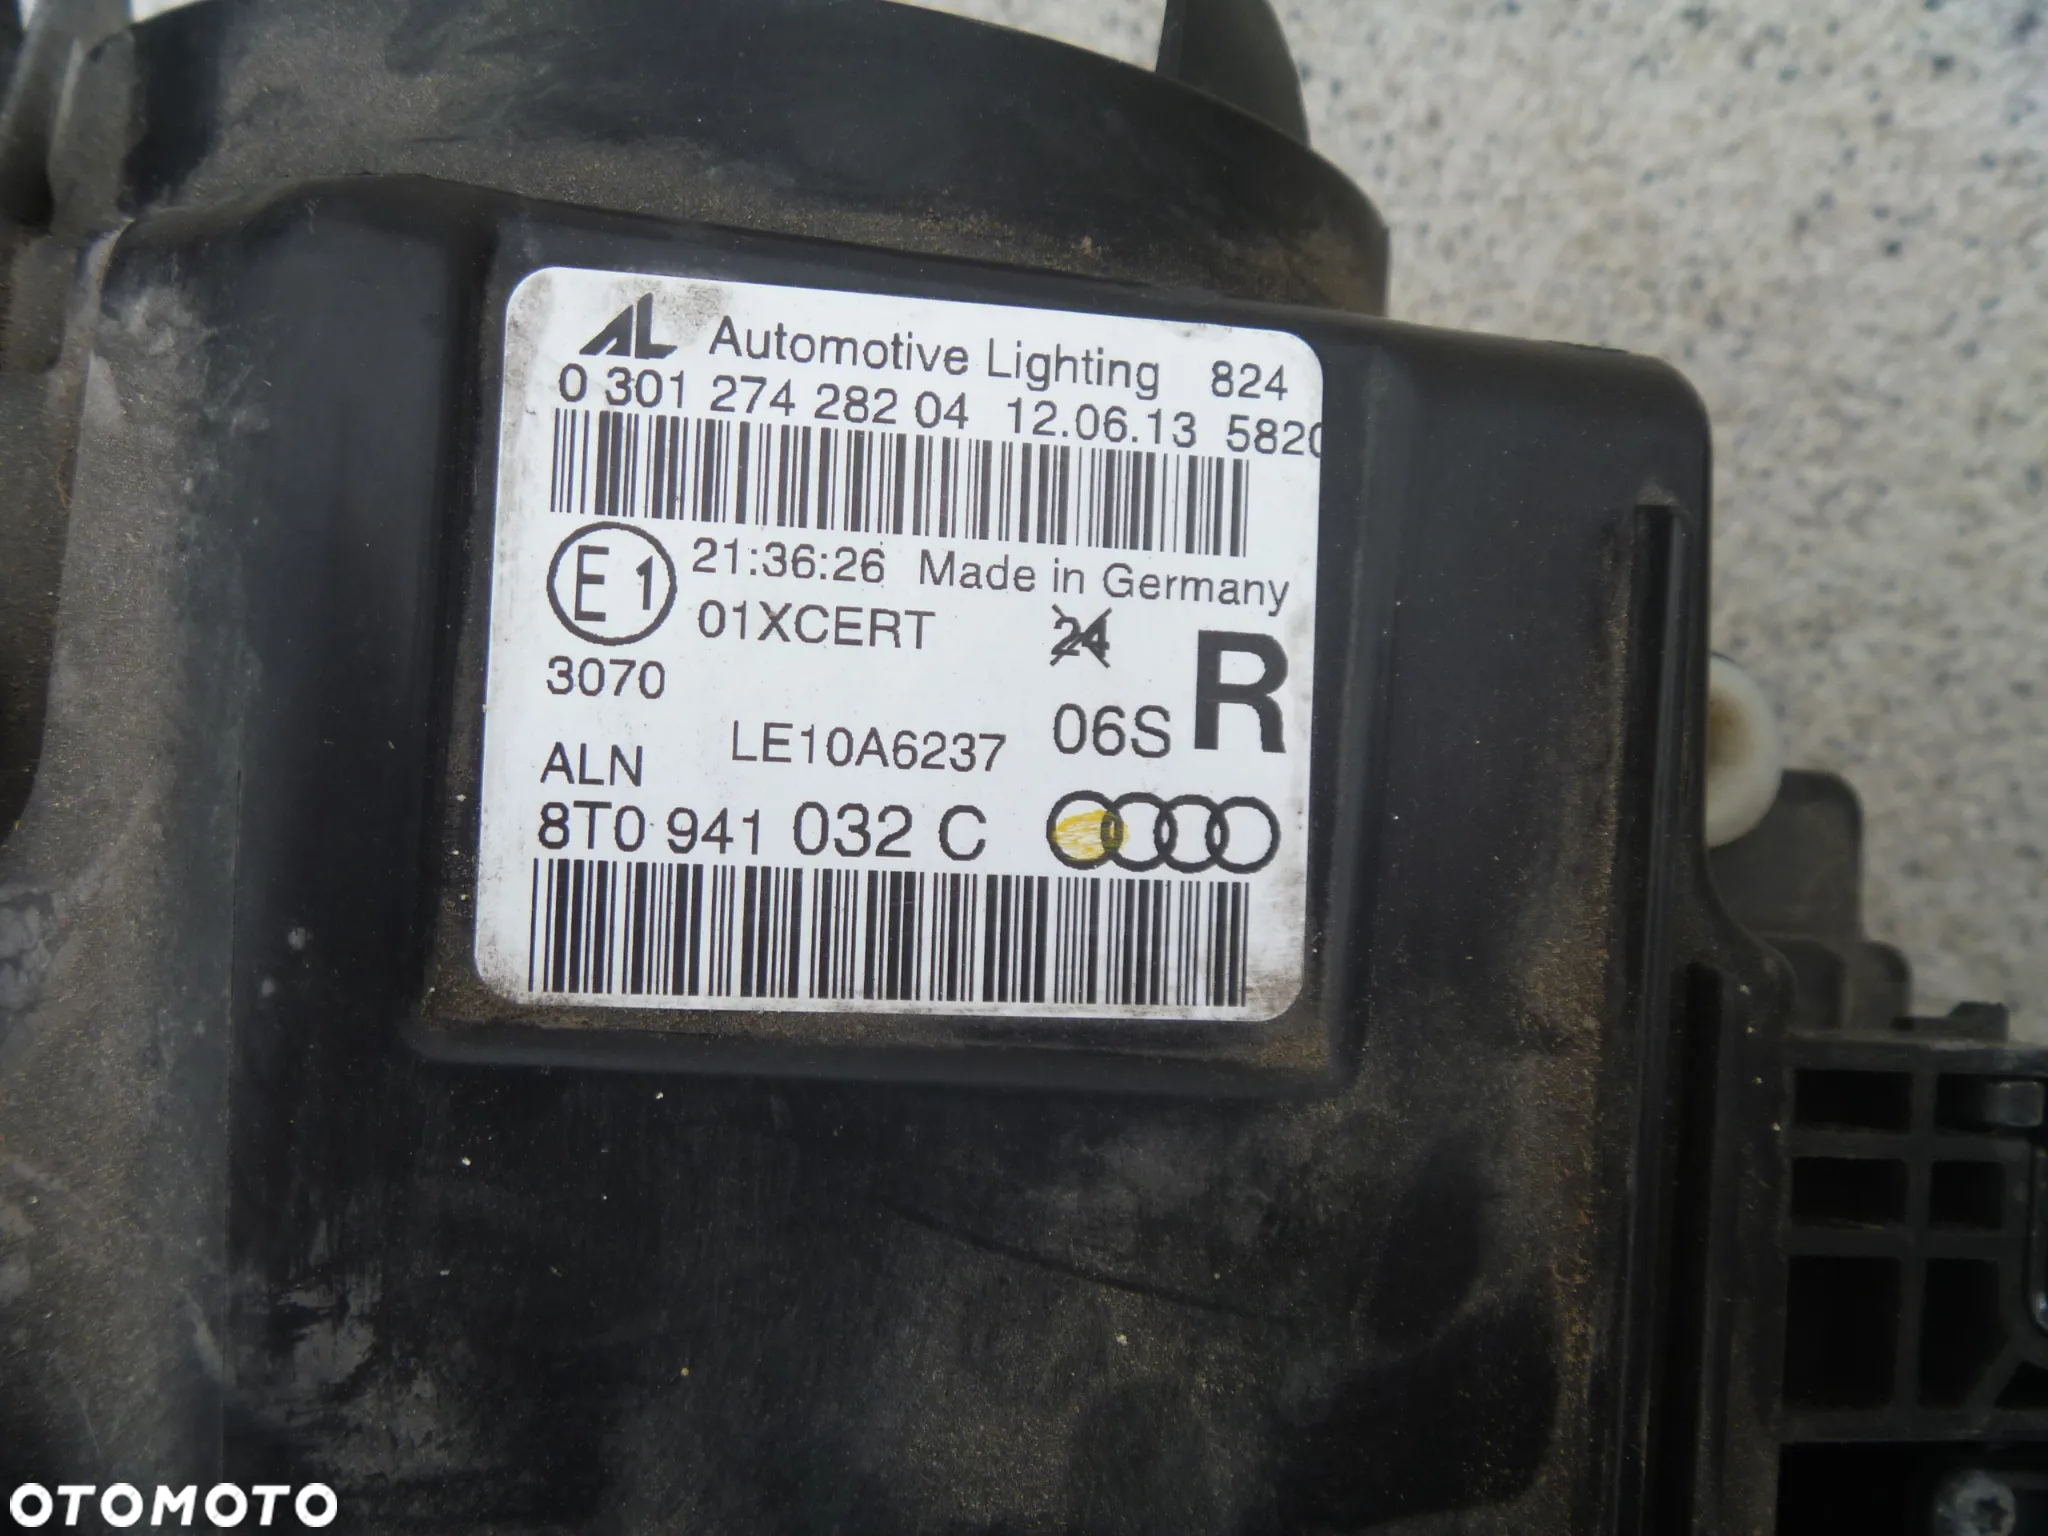 AL Automotive Lighting 824
0 301 274 282 04 12.06.13 5820
E1 21:36:26 Made in Germany
01XCERT 24
3070
06S R
ALN LE10A6237
8T0 941 032 C
OTOMOTO